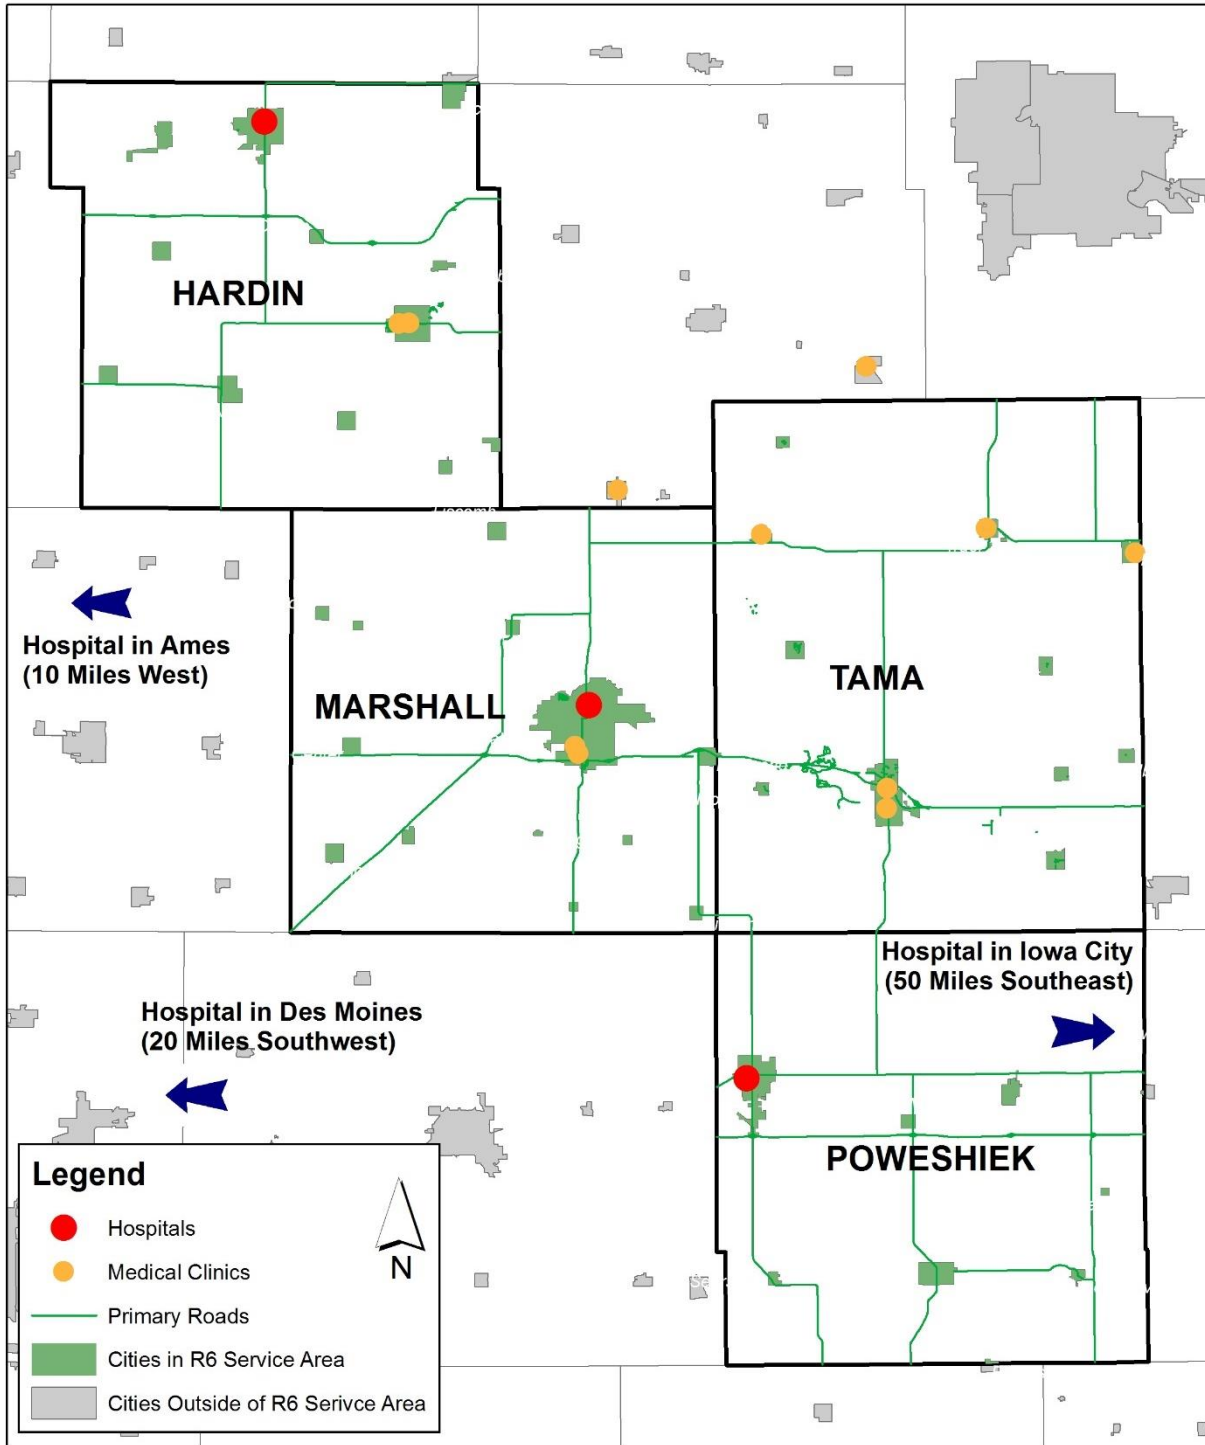 HARDIN
Hospital in Ames
(10 Miles West)
MARSHALL
TAMA
Hospital in Iowa City
(50 Miles Southeast)
Hospital in Des Moines
(20 Miles Southwest)
POWESHIEK
Legend
Hospitals
Medical Clinics
Primary Roads
Cities in R6 Service Area
Cities Outside of R6 Serivce Area
N